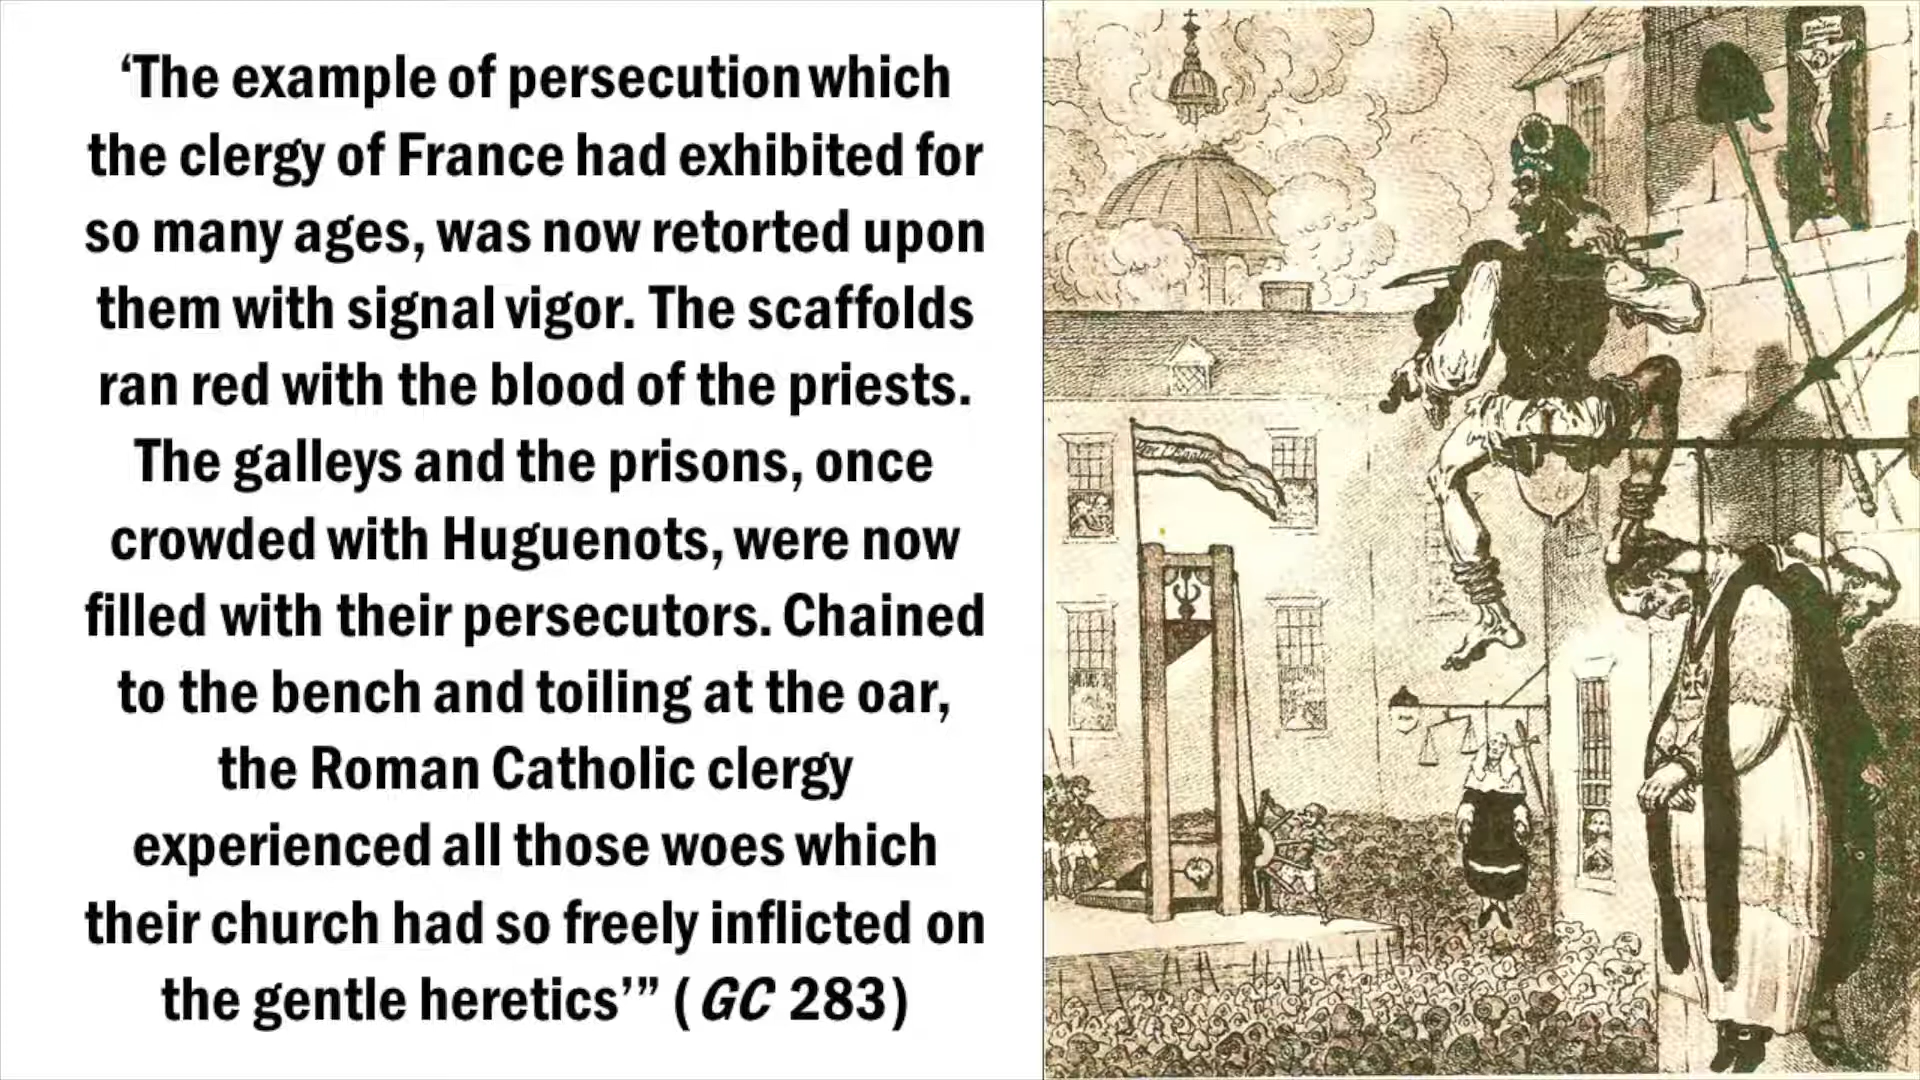 ‘The example of persecution which
the clergy of France had exhibited for
so many ages, was now retorted upon
them with signal vigor. The scaffolds
ran red with the blood of the priests.
The galleys and the prisons, once
crowded with Huguenots, were now
filled with their persecutors. Chained
to the bench and toiling at the oar,
the Roman Catholic clergy
experienced all those woes which
their church had so freely inflicted on
the gentle heretics’” (GC 283)